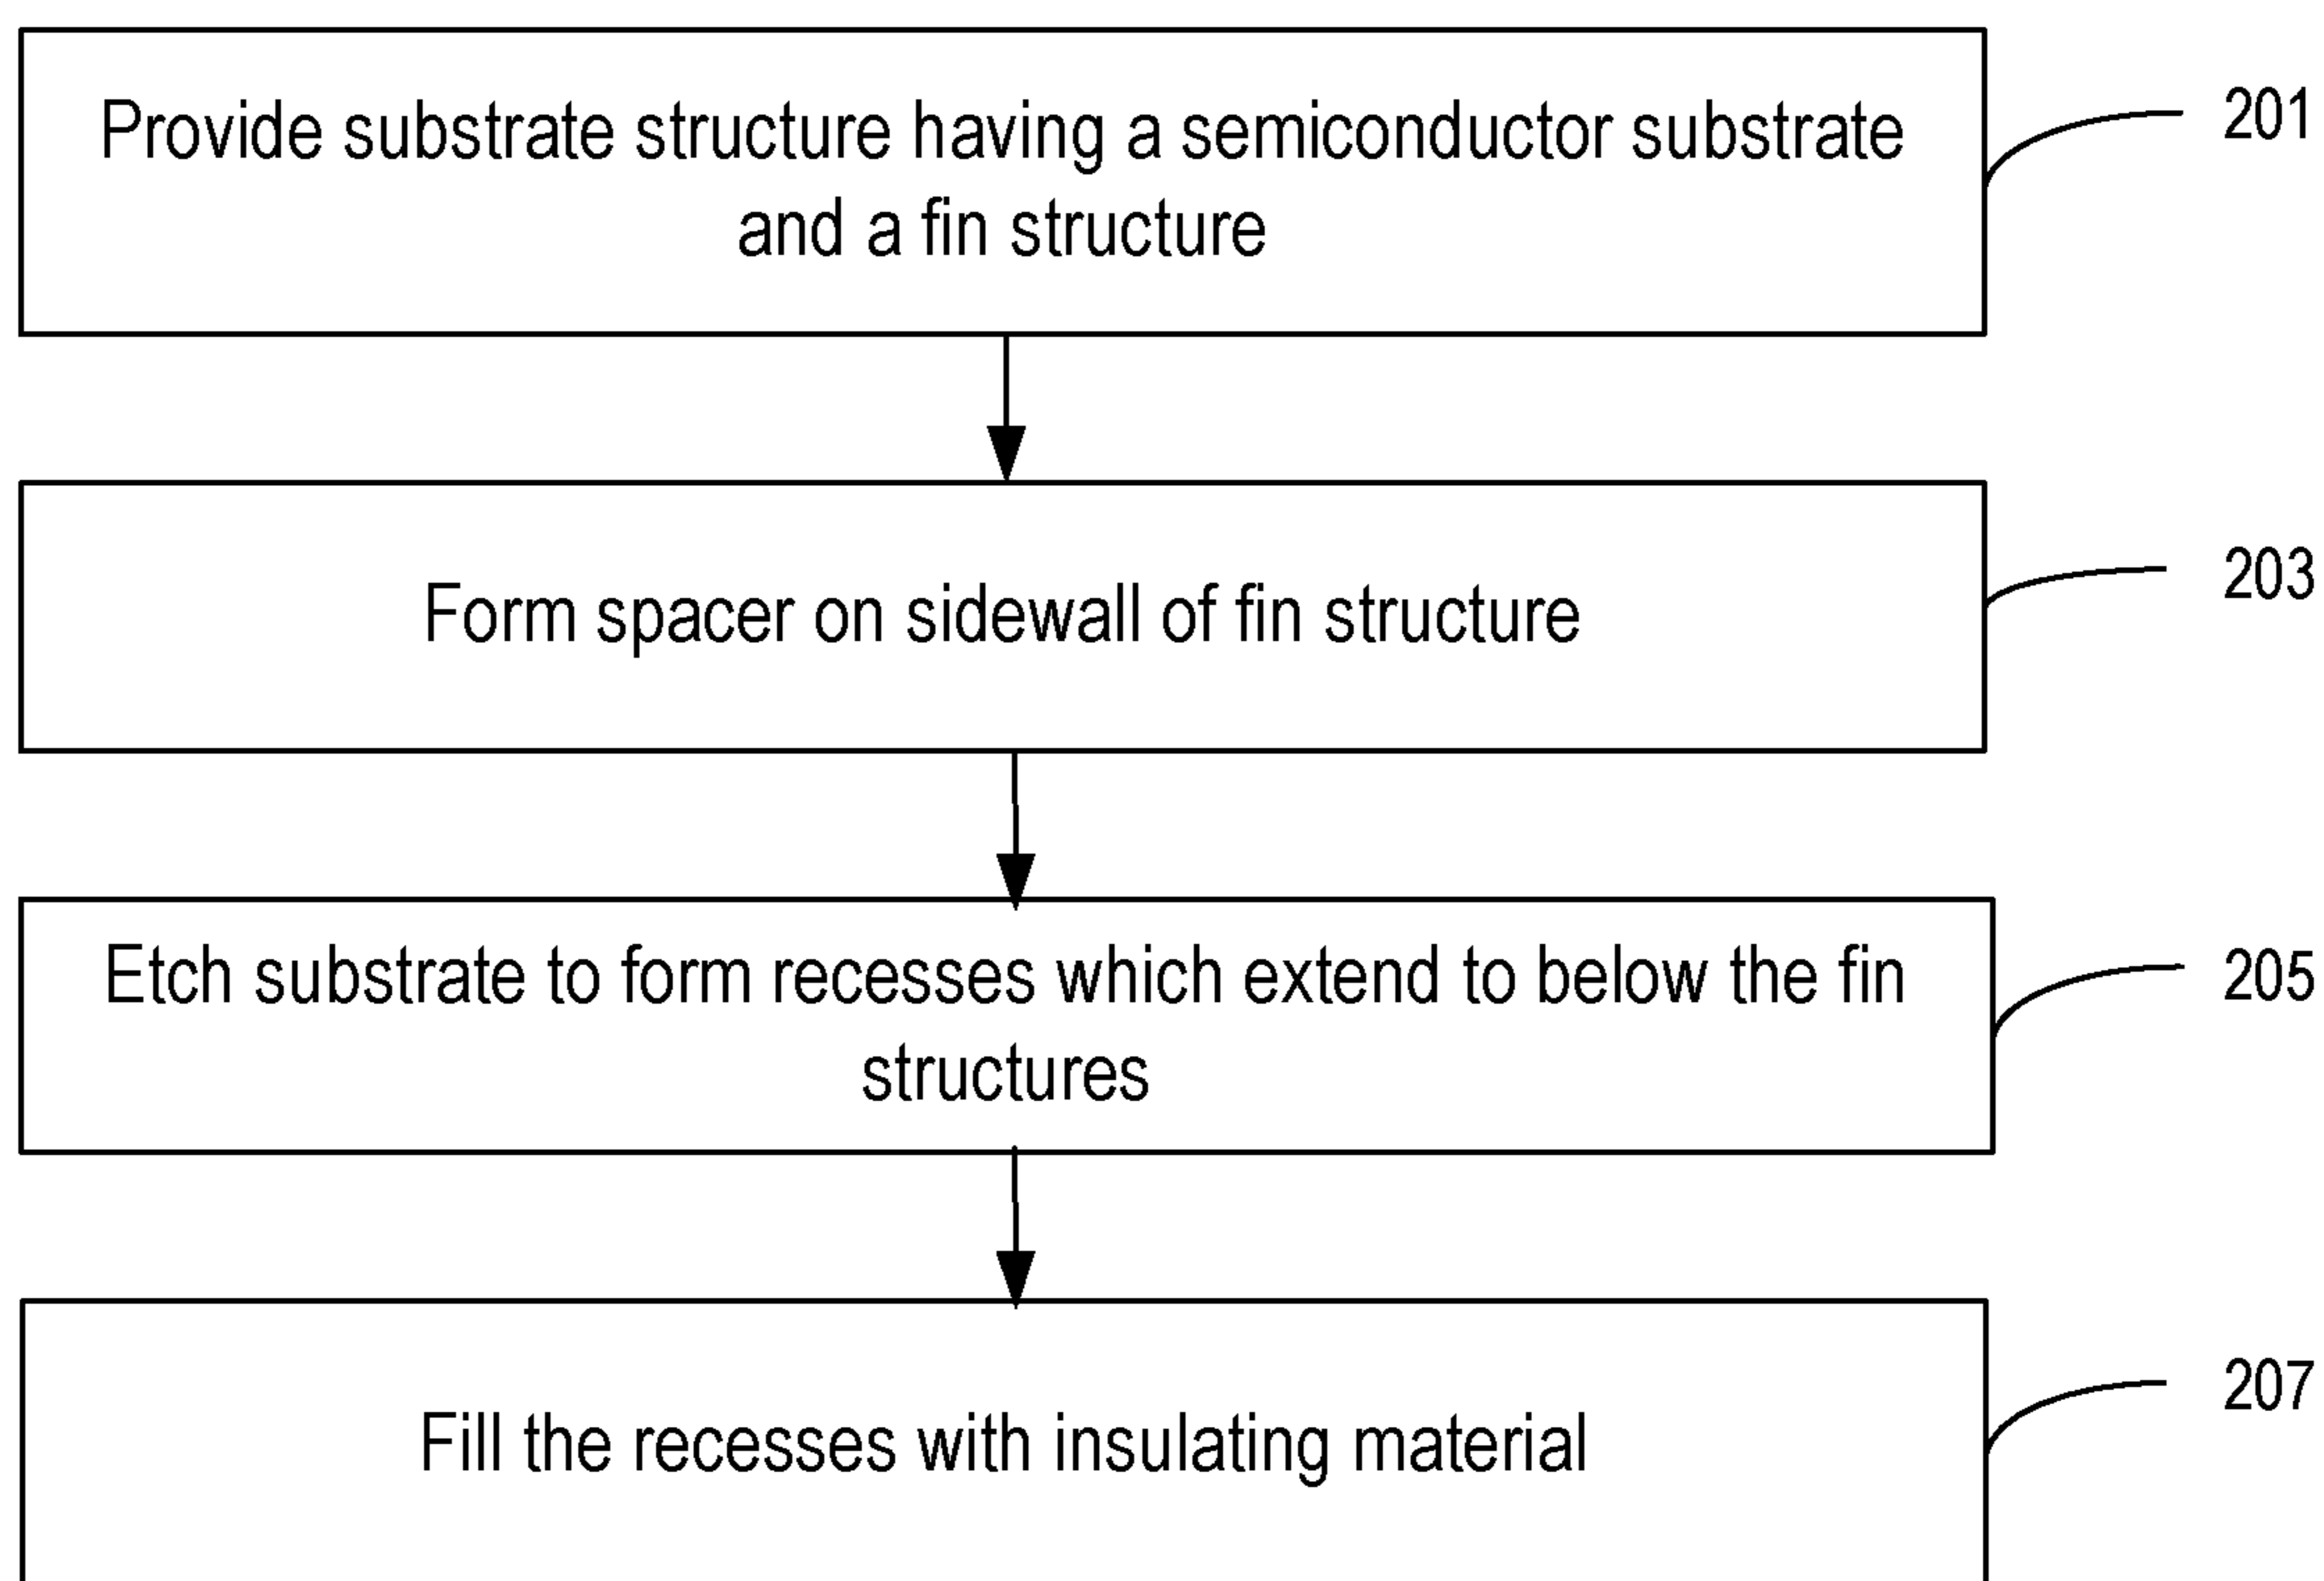 Provide substrate structure having a semiconductor substrate
and a fin structure
201
Form spacer on sidewall of fin structure
203
Etch substrate to form recesses which extend to below the fin
structures
205
Fill the recesses with insulating material
207